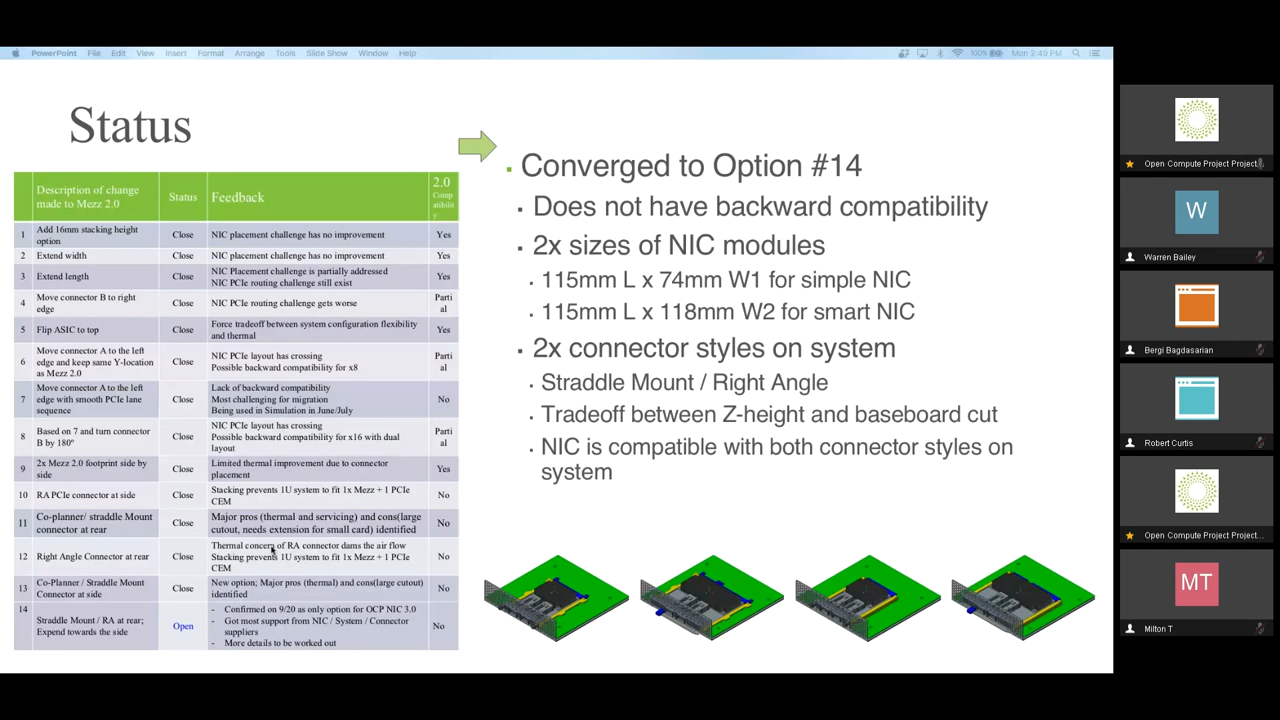 PowerPoint File Edit View Insert Format Arrange Tools Slide Show Window Help 100% Mon 2:49 PM
Status
Description of change made to Mezz 2.0 Status Feedback 2.0 Comp atibilit y
1 Add 16mm stacking height option Close NIC placement challenge has no improvement Yes
2 Extend width Close NIC placement challenge has no improvement Yes
3 Extend length Close NIC Placement challenge is partially addressed NIC PCIe routing challenge still exist Yes
4 Move connector B to right edge Close NIC PCIe routing challenge gets worse Parti al
5 Flip ASIC to top Close Force tradeoff between system configuration flexibility and thermal Yes
6 Move connector A to the left edge and keep same Y-location as Mezz 2.0 Close NIC PCIe layout has crossing Possible backward compatibility for x8 Parti al
7 Move connector A to the left edge with smooth PCIe lane sequence Close Lack of backward compatibility Most challenging for migration Being used in Simulation in June/July No
8 Based on 7 and turn connector B by 180º Close NIC PCIe layout has crossing Possible backward compatibility for x16 with dual layout Parti al
9 2x Mezz 2.0 footprint side by side Close Limited thermal improvement due to connector placement Yes
10 RA PCIe connector at side Close Stacking prevents 1U system to fit 1x Mezz + 1 PCIe CEM No
11 Co-planner/ straddle Mount connector at rear Close Major pros (thermal and servicing) and cons(large cutout, needs extension for small card) identified No
12 Right Angle Connector at rear Close Thermal concern of RA connector dams the air flow Stacking prevents 1U system to fit 1x Mezz + 1 PCIe CEM No
13 Co-Planner / Straddle Mount Connector at side Close New option; Major pros (thermal) and cons(large cutout) identified No
14 Straddle Mount / RA at rear; Expend towards the side Open - Confirmed on 9/20 as only option for OCP NIC 3.0 - Got most support from NIC / System / Connector suppliers - More details to be worked out No
▪ Converged to Option #14
▪ Does not have backward compatibility
▪ 2x sizes of NIC modules
▪ 115mm L x 74mm W1 for simple NIC
▪ 115mm L x 118mm W2 for smart NIC
▪ 2x connector styles on system
▪ Straddle Mount / Right Angle
▪ Tradeoff between Z-height and baseboard cut
▪ NIC is compatible with both connector styles on
system
Open Compute Project Project
W
Warren Bailey
Bergi Bagdasarian
Robert Curtis
Open Compute Project Project...
MT
Milton T